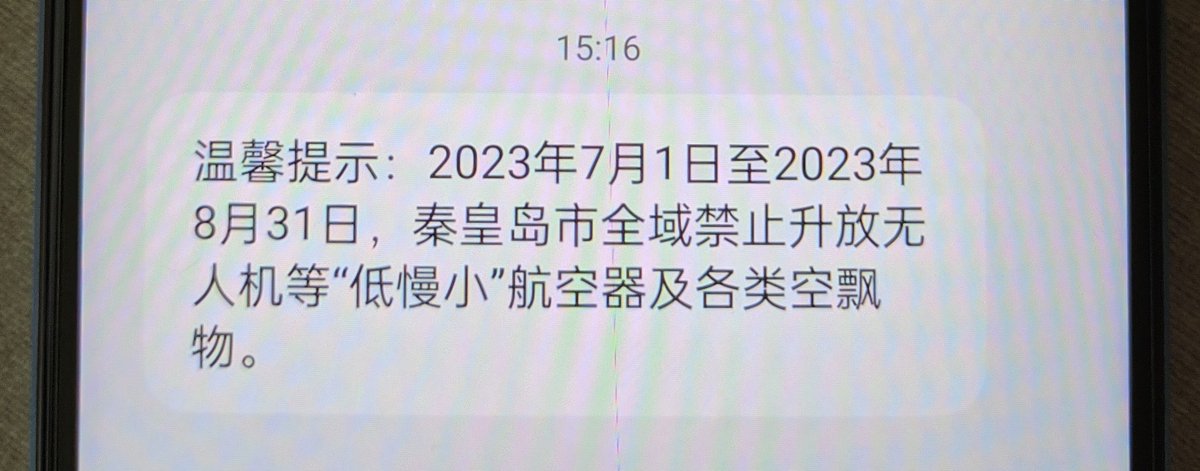 15:16
温馨提示：2023年7月1日至2023年
8月31日，秦皇岛市全域禁止升放无
人机等“低慢小”航空器及各类空飘
物。